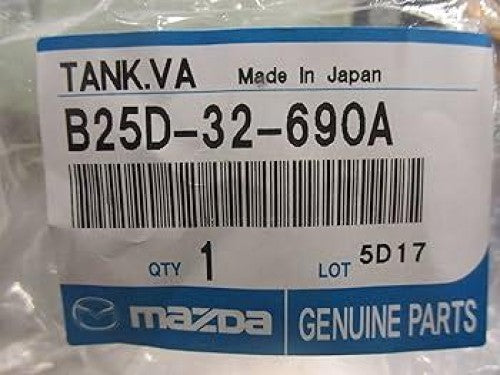 TANK.VA Made In Japan
B25D-32-690A
QTY 1 LOT 5D17
mazda GENUINE PARTS